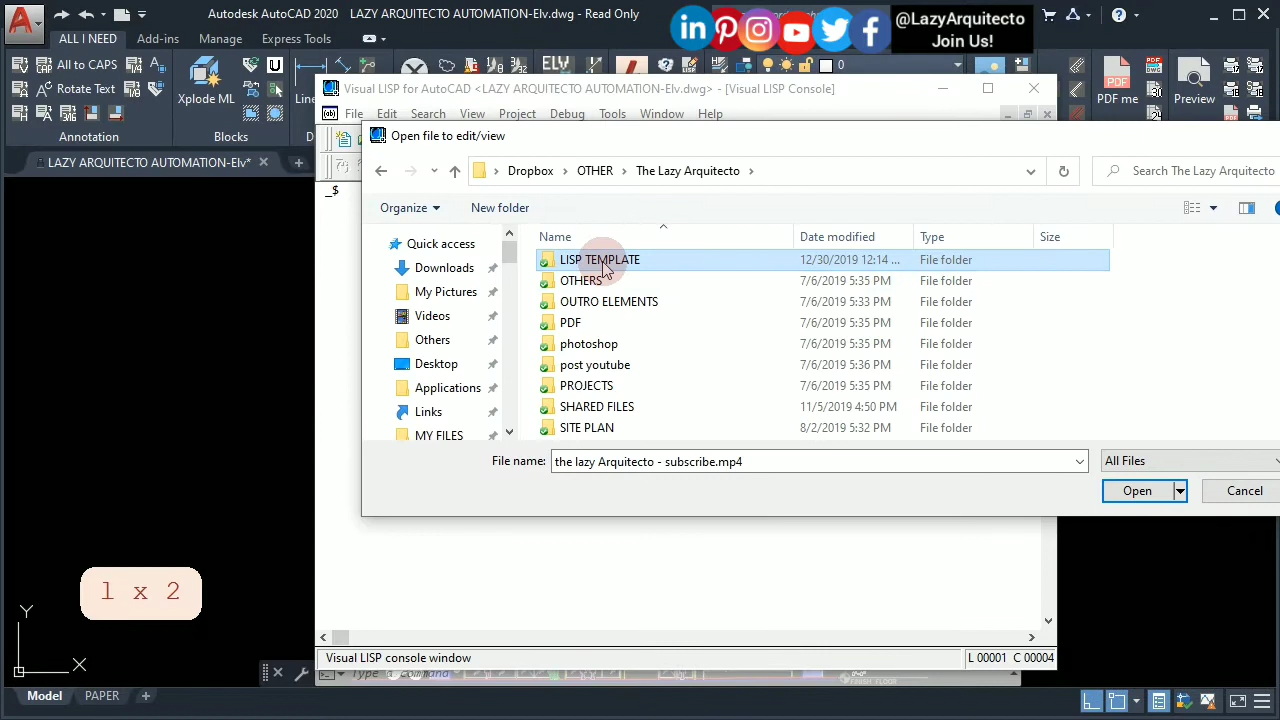 Autodesk AutoCAD 2020 LAZY ARQUITECTO AUTOMATION-Elv.dwg - Read Only
@LazyArquitecto
Join Us!
ALL I NEED Add-ins Manage Express Tools
All to CAPS
Rotate Text
Xplode ML
ELV
0
PDF me
Preview
Annotation
Blocks
LAZY ARQUITECTO AUTOMATION-Elv*
Visual LISP for AutoCAD <LAZY ARQUITECTO AUTOMATION-Elv.dwg> - [Visual LISP Console]
File Edit Search View Project Debug Tools Window Help
_$
Open file to edit/view
Dropbox > OTHER > The Lazy Arquitecto >
Search The Lazy Arquitecto
Organize New folder
Name Date modified Type Size
Quick access
Downloads
My Pictures
Videos
Others
Desktop
Applications
Links
MY FILES
LISP TEMPLATE 12/30/2019 12:14 ... File folder
OTHERS 7/6/2019 5:35 PM File folder
OUTRO ELEMENTS 7/6/2019 5:33 PM File folder
PDF 7/6/2019 5:35 PM File folder
photoshop 7/6/2019 5:35 PM File folder
post youtube 7/6/2019 5:36 PM File folder
PROJECTS 7/6/2019 5:35 PM File folder
SHARED FILES 11/5/2019 4:50 PM File folder
SITE PLAN 8/2/2019 5:32 PM File folder
File name: the lazy Arquitecto - subscribe.mp4
All Files
Open Cancel
l x 2
Y
X
Visual LISP console window
L 00001 C 00004
Type a command
FINISH FLOOR
Model PAPER +